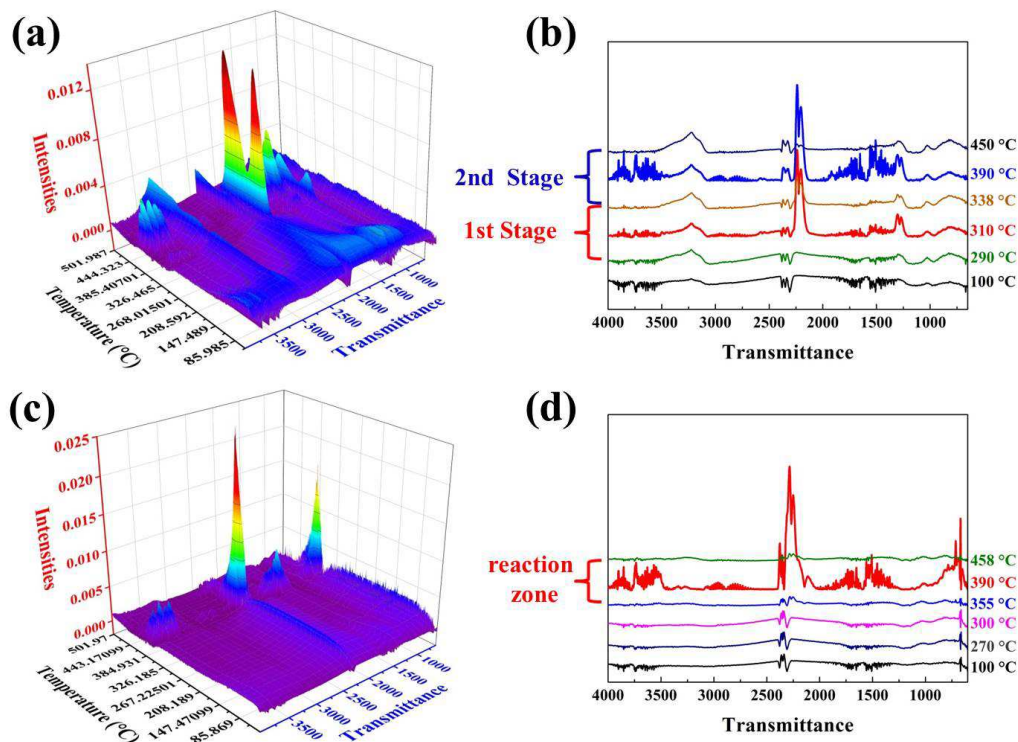 (a)
0.012
0.008
0.004
0.000
Intensities
501.987
444.323
385.40701
326.465
268.01501
208.592
147.489
85.985
Temperature (°C)
3500
3000
2500
2000
1500
1000
Transmittance
(b)
2nd Stage
1st Stage
450 °C
390 °C
338 °C
310 °C
290 °C
100 °C
4000 3500 3000 2500 2000 1500 1000
Transmittance
(c)
0.025
0.020
0.015
0.010
0.005
0.000
Intensities
501.97
443.17099
384.931
326.185
267.22501
208.189
147.47099
85.869
Temperature (°C)
3500
3000
2500
2000
1500
1000
Transmittance
(d)
reaction
zone
458 °C
390 °C
355 °C
300 °C
270 °C
100 °C
4000 3500 3000 2500 2000 1500 1000
Transmittance